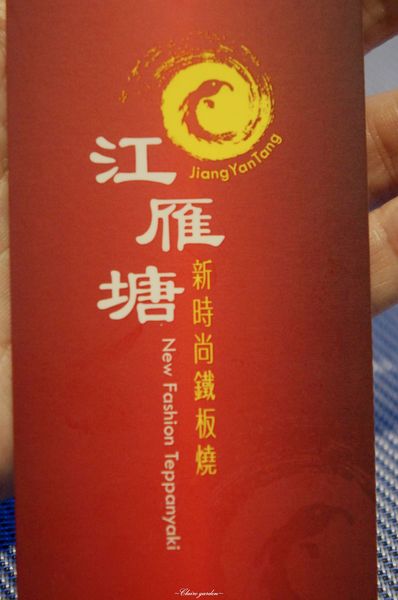 JiangYanTang
江雁塘
新時尚鐵板燒
New Fashion Teppanyaki
~Claire garden~